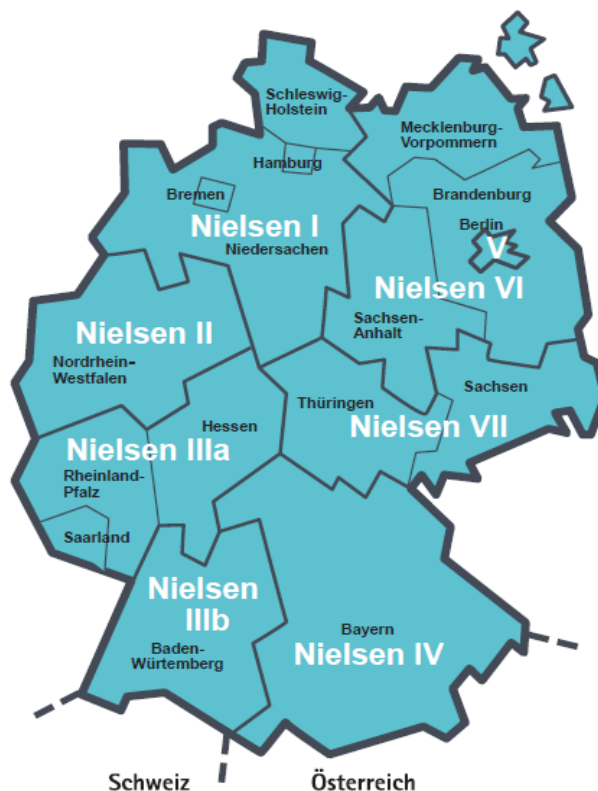 Schleswig-
Holstein
Mecklenburg-
Vorpommern
Hamburg
Bremen
Brandenburg
Nielsen I
Berlin
Niedersachen
V
Nielsen VI
Nielsen II
Sachsen-
Anhalt
Nordrhein-
Westfalen
Sachsen
Thüringen
Hessen
Nielsen VII
Nielsen IIIa
Rheinland-
Pfalz
Saarland
Nielsen
IIIb
Bayern
Baden-
Würtemberg
Nielsen IV
Schweiz
Österreich